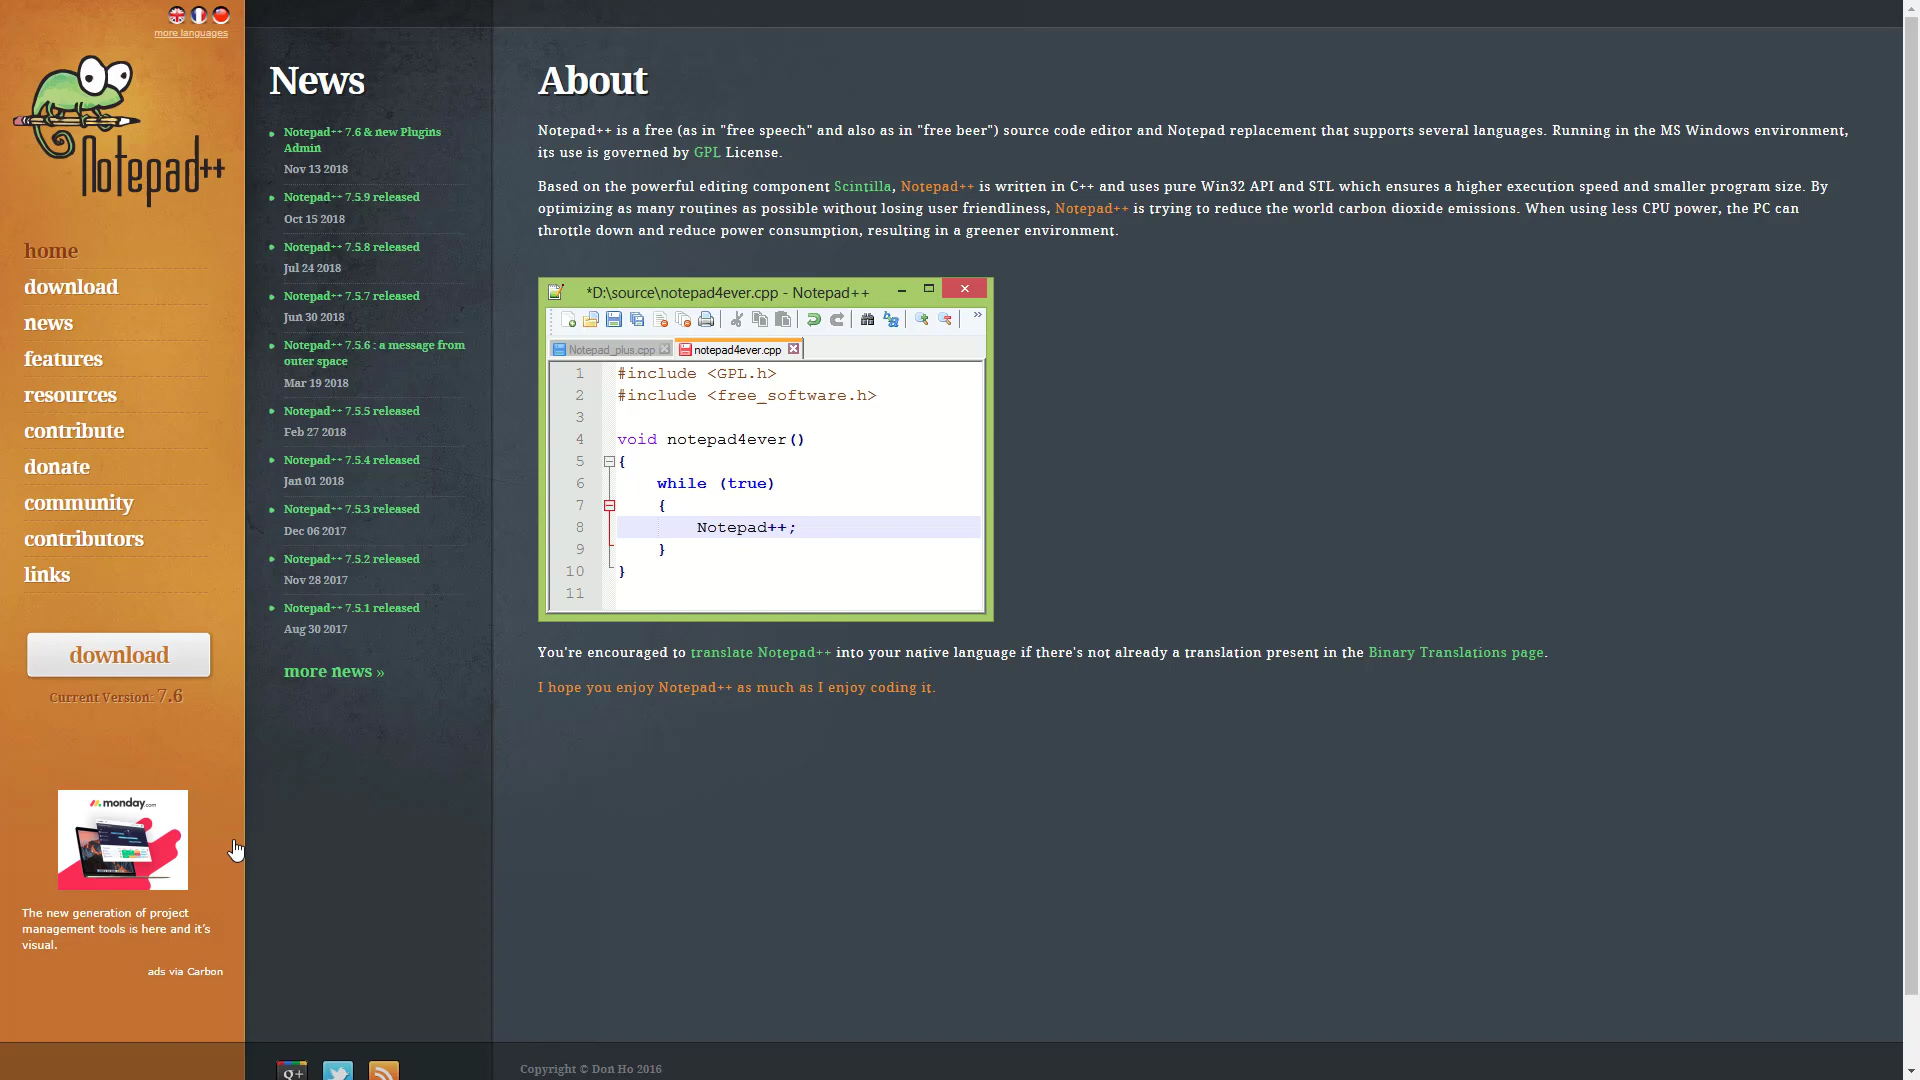 more languages
Notepad++
home
download
news
features
resources
contribute
donate
community
contributors
links
download
Current Version: 7.6
monday.com
The new generation of project
management tools is here and it's
visual.
ads via Carbon
News
Notepad++ 7.6 & new Plugins
Admin
Nov 13 2018
Notepad++ 7.5.9 released
Oct 15 2018
Notepad++ 7.5.8 released
Jul 24 2018
Notepad++ 7.5.7 released
Jun 30 2018
Notepad++ 7.5.6 : a message from
outer space
Mar 19 2018
Notepad++ 7.5.5 released
Feb 27 2018
Notepad++ 7.5.4 released
Jan 01 2018
Notepad++ 7.5.3 released
Dec 06 2017
Notepad++ 7.5.2 released
Nov 28 2017
Notepad++ 7.5.1 released
Aug 30 2017
more news »
g+
About
Notepad++ is a free (as in "free speech" and also as in "free beer") source code editor and Notepad replacement that supports several languages. Running in the MS Windows environment,
its use is governed by GPL License.
Based on the powerful editing component Scintilla, Notepad++ is written in C++ and uses pure Win32 API and STL which ensures a higher execution speed and smaller program size. By
optimizing as many routines as possible without losing user friendliness, Notepad++ is trying to reduce the world carbon dioxide emissions. When using less CPU power, the PC can
throttle down and reduce power consumption, resulting in a greener environment.
*D:\source\notepad4ever.cpp - Notepad++
Notepad_plus.cpp notepad4ever.cpp
1 #include <GPL.h>
2 #include <free_software.h>
3
4 void notepad4ever()
5 {
6 while (true)
7 {
8 Notepad++;
9 }
10 }
11
You're encouraged to translate Notepad++ into your native language if there's not already a translation present in the Binary Translations page.
I hope you enjoy Notepad++ as much as I enjoy coding it.
Copyright © Don Ho 2016